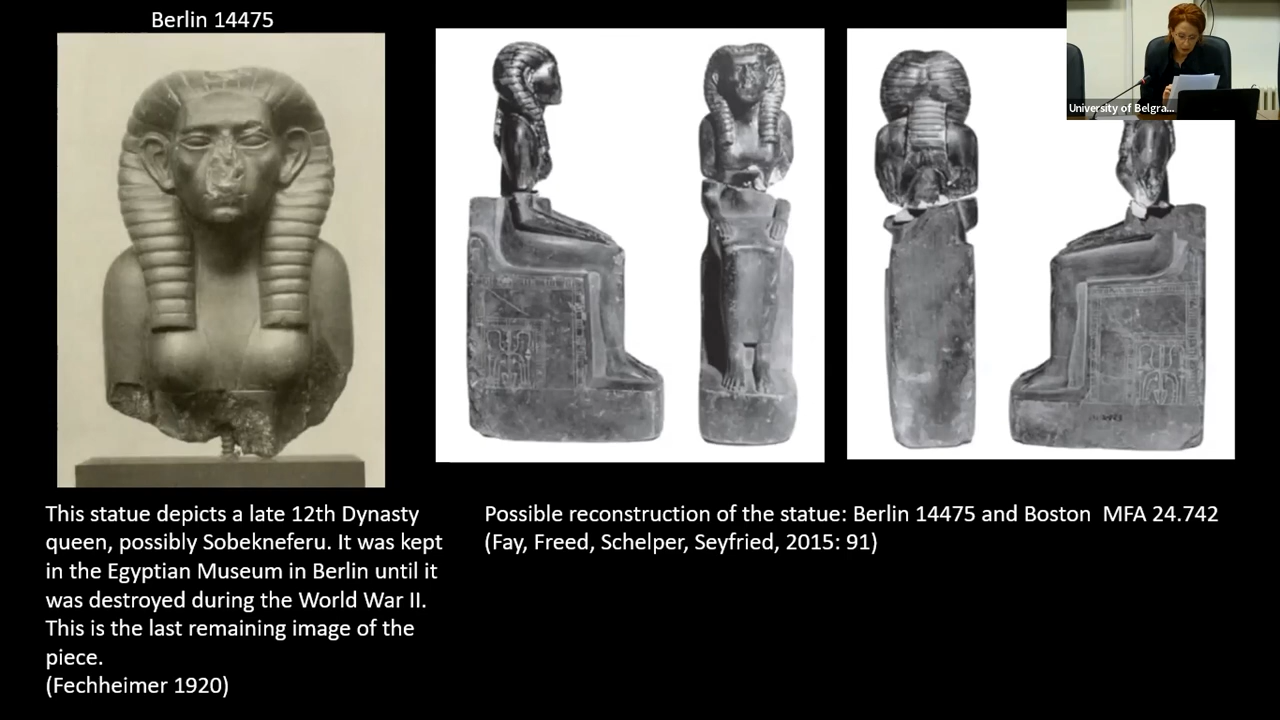 Berlin 14475
University of Belgra...
This statue depicts a late 12th Dynasty
queen, possibly Sobekneferu. It was kept
in the Egyptian Museum in Berlin until it
was destroyed during the World War II.
This is the last remaining image of the
piece.
(Fechheimer 1920)
Possible reconstruction of the statue: Berlin 14475 and Boston  MFA 24.742
(Fay, Freed, Schelper, Seyfried, 2015: 91)